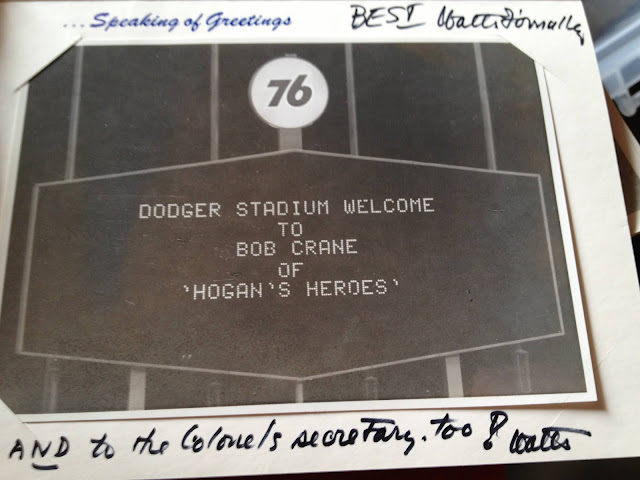 ...Speaking of Greetings
BEST Walter O'Malley
76
DODGER STADIUM WELCOME
TO
BOB CRANE
OF
'HOGAN'S HEROES'
AND to the Colonel's secretary, too!